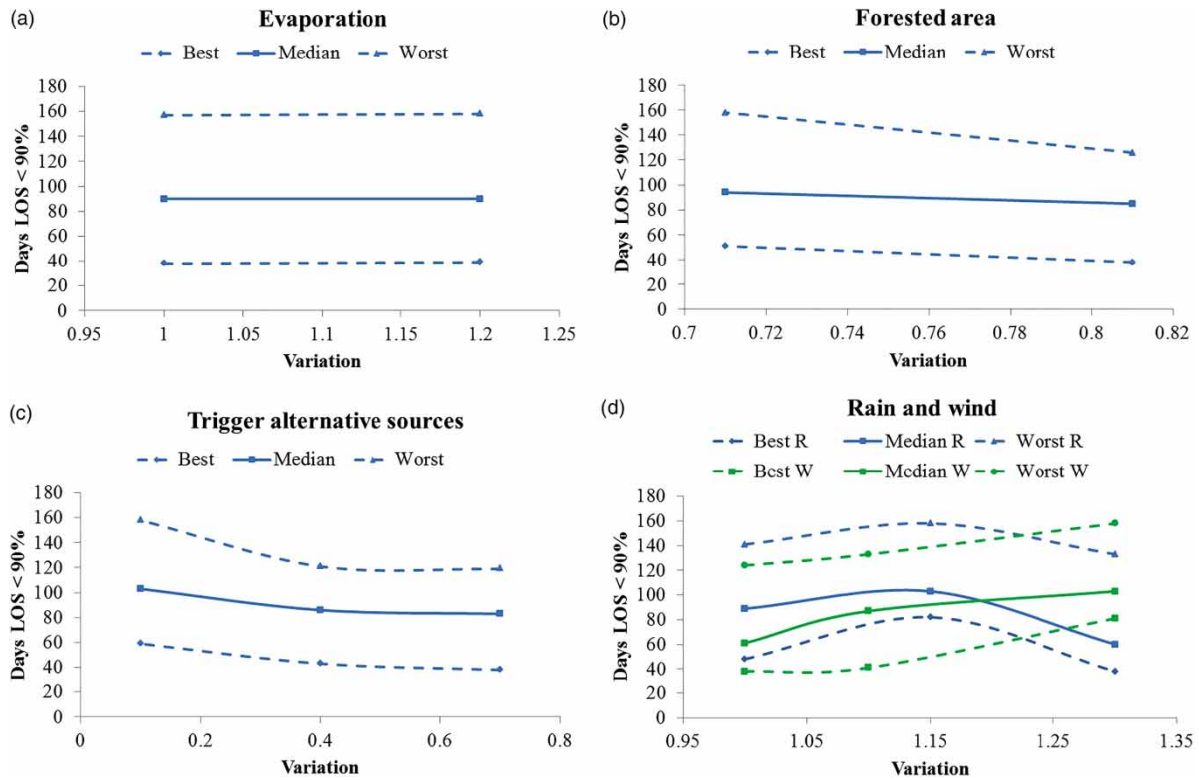 (a)
Evaporation
Best Median Worst
Days LOS < 90%
180
160
140
120
100
80
60
40
20
0
0.95 1 1.05 1.1 1.15 1.2 1.25
Variation
(b)
Forested area
Best Median Worst
Days LOS < 90%
180
160
140
120
100
80
60
40
20
0
0.7 0.72 0.74 0.76 0.78 0.8 0.82
Variation
(c)
Trigger alternative sources
Best Median Worst
Days LOS < 90%
180
160
140
120
100
80
60
40
20
0
0 0.2 0.4 0.6 0.8
Variation
(d)
Rain and wind
Best R Median R Worst R
Best W Median W Worst W
Days LOS < 90%
180
160
140
120
100
80
60
40
20
0
0.95 1.05 1.15 1.25 1.35
Variation